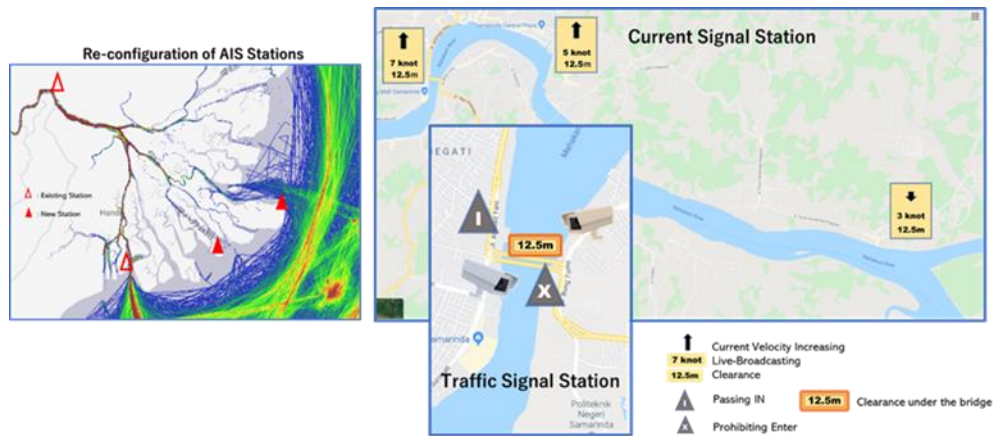 Re-configuration of AIS Stations
: Existing Station
: New Station
Current Signal Station
7 knot
12.5m
5 knot
12.5m
3 knot
12.5m
EGATI
I
12.5m
X
amarinda
Traffic Signal Station
Politeknik
Negeri
Samarinda
Current Velocity Increasing
7 knot Live-Broadcasting
12.5m Clearance
I Passing IN
12.5m Clearance under the bridge
X Prohibiting Enter